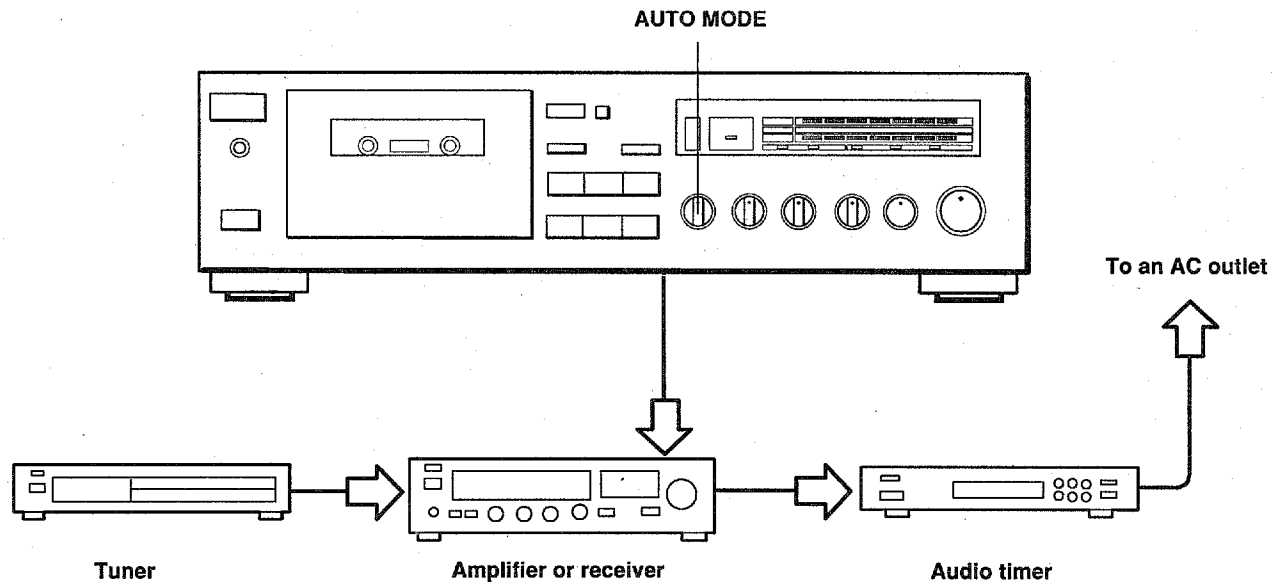 AUTO MODE
To an AC outlet
Tuner
Amplifier or receiver
Audio timer